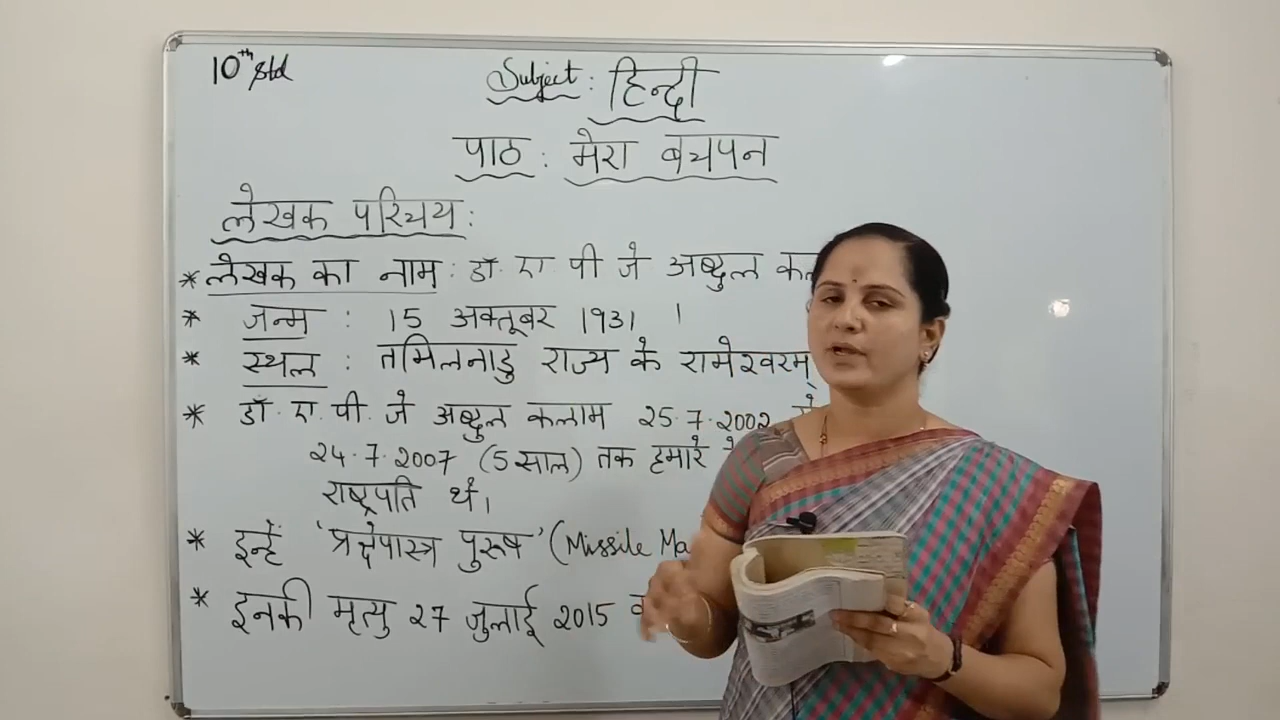 10th std
Subject : हिन्दी
पाठ : मेरा बचपन
लेखक परिचय :
* लेखक का नाम : डॉ. ए. पी जे अब्दुल
* जन्म : 15 अक्तूबर 1931 ।
* स्थल : तमिलनाडु राज्य के रामेश्वरम्
* डॉ. ए. पी. जे अब्दुल कलाम 25.7.2002
24.7.2007 (5 साल) तक हमारे
राष्ट्रपति थे।
* इन्हें 'प्रक्षेपास्त्र पुरुष' (Missile
* इनकी मृत्यु 27 जुलाई 2015